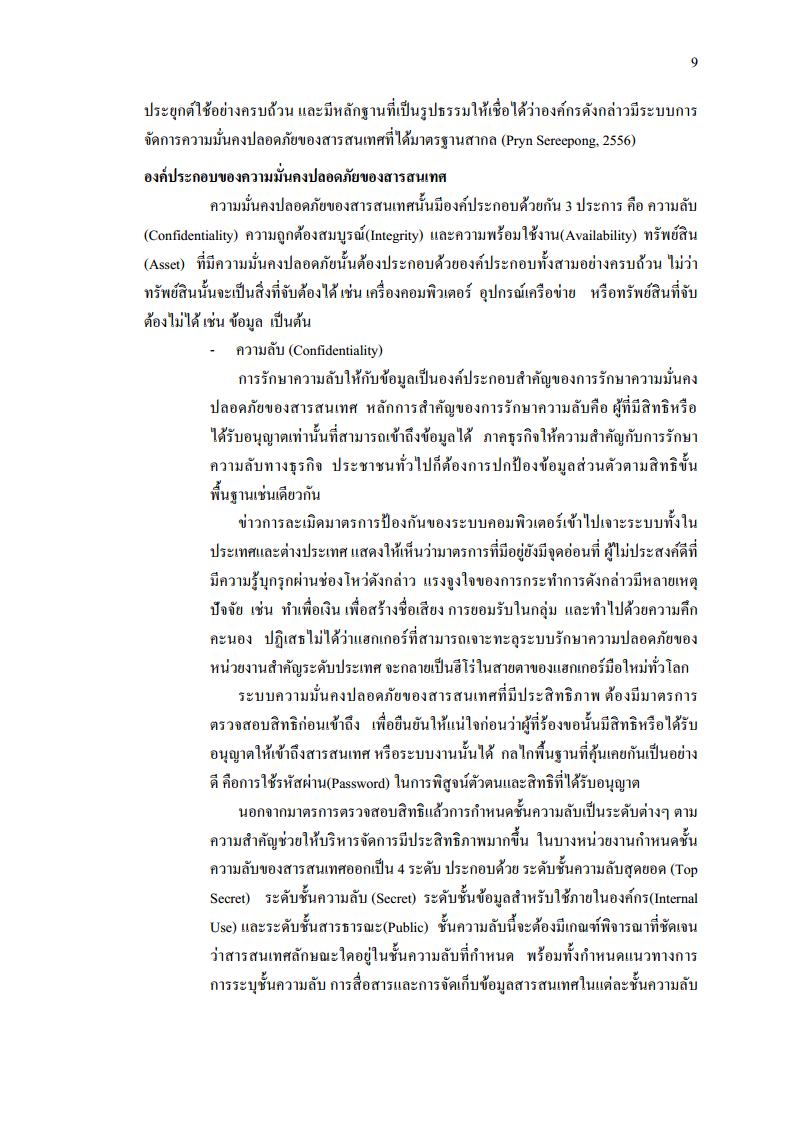 9
ประยุกต์ใช้อย่างครบถ้วน และมีหลักฐานที่เป็นรูปธรรมให้เชื่อได้ว่าองค์กรดังกล่าวมีระบบการ
จัดการความมั่นคงปลอดภัยของสารสนเทศที่ได้มาตรฐานสากล (Pryn Sereepong, 2556)
องค์ประกอบของความมั่นคงปลอดภัยของสารสนเทศ
ความมั่นคงปลอดภัยของสารสนเทศนั้นมีองค์ประกอบด้วยกัน 3 ประการ คือ ความลับ
(Confidentiality) ความถูกต้องสมบูรณ์(Integrity) และความพร้อมใช้งาน(Availability) ทรัพย์สิน
(Asset) ที่มีความมั่นคงปลอดภัยนั้นต้องประกอบด้วยองค์ประกอบทั้งสามอย่างครบถ้วน ไม่ว่า
ทรัพย์สินนั้นจะเป็นสิ่งที่จับต้องได้ เช่น เครื่องคอมพิวเตอร์ อุปกรณ์เครือข่าย หรือทรัพย์สินที่จับ
ต้องไม่ได้ เช่น ข้อมูล เป็นต้น
- ความลับ (Confidentiality)
การรักษาความลับให้กับข้อมูลเป็นองค์ประกอบสำคัญของการรักษาความมั่นคง
ปลอดภัยของสารสนเทศ หลักการสำคัญของการรักษาความลับคือ ผู้ที่มีสิทธิหรือ
ได้รับอนุญาตเท่านั้นที่สามารถเข้าถึงข้อมูลได้ ภาคธุรกิจให้ความสำคัญกับการรักษา
ความลับทางธุรกิจ ประชาชนทั่วไปก็ต้องการปกป้องข้อมูลส่วนตัวตามสิทธิขั้น
พื้นฐานเช่นเดียวกัน
ข่าวการละเมิดมาตรการป้องกันของระบบคอมพิวเตอร์เข้าไปเจาะระบบทั้งใน
ประเทศและต่างประเทศ แสดงให้เห็นว่ามาตรการที่มีอยู่ยังมีจุดอ่อนที่ ผู้ไม่ประสงค์ดีที่
มีความรู้บุกรุกผ่านช่องโหว่ดังกล่าว แรงจูงใจของการกระทำการดังกล่าวมีหลายเหตุ
ปัจจัย เช่น ทำเพื่อเงิน เพื่อสร้างชื่อเสียง การยอมรับในกลุ่ม และทำไปด้วยความคึก
คะนอง ปฏิเสธไม่ได้ว่าแฮกเกอร์ที่สามารถเจาะทะลุระบบรักษาความปลอดภัยของ
หน่วยงานสำคัญระดับประเทศ จะกลายเป็นฮีโร่ในสายตาของแฮกเกอร์มือใหม่ทั่วโลก
ระบบความมั่นคงปลอดภัยของสารสนเทศที่มีประสิทธิภาพ ต้องมีมาตรการ
ตรวจสอบสิทธิก่อนเข้าถึง เพื่อยืนยันให้แน่ใจก่อนว่าผู้ที่ร้องขอนั้นมีสิทธิหรือได้รับ
อนุญาตให้เข้าถึงสารสนเทศ หรือระบบงานนั้นได้ กลไกพื้นฐานที่คุ้นเคยกันเป็นอย่าง
ดี คือการใช้รหัสผ่าน(Password) ในการพิสูจน์ตัวตนและสิทธิที่ได้รับอนุญาต
นอกจากมาตรการตรวจสอบสิทธิแล้วการกำหนดชั้นความลับเป็นระดับต่างๆ ตาม
ความสำคัญช่วยให้บริหารจัดการมีประสิทธิภาพมากขึ้น ในบางหน่วยงานกำหนดชั้น
ความลับของสารสนเทศออกเป็น 4 ระดับ ประกอบด้วย ระดับชั้นความลับสุดยอด (Top
Secret) ระดับชั้นความลับ (Secret) ระดับชั้นข้อมูลสำหรับใช้ภายในองค์กร(Internal
Use) และระดับชั้นสารธารณะ(Public) ชั้นความลับนี้จะต้องมีเกณฑ์พิจารณาที่ชัดเจน
ว่าสารสนเทศลักษณะใดอยู่ในชั้นความลับที่กำหนด พร้อมทั้งกำหนดแนวทางการ
การระบุชั้นความลับ การสื่อสารและการจัดเก็บข้อมูลสารสนเทศในแต่ละชั้นความลับ